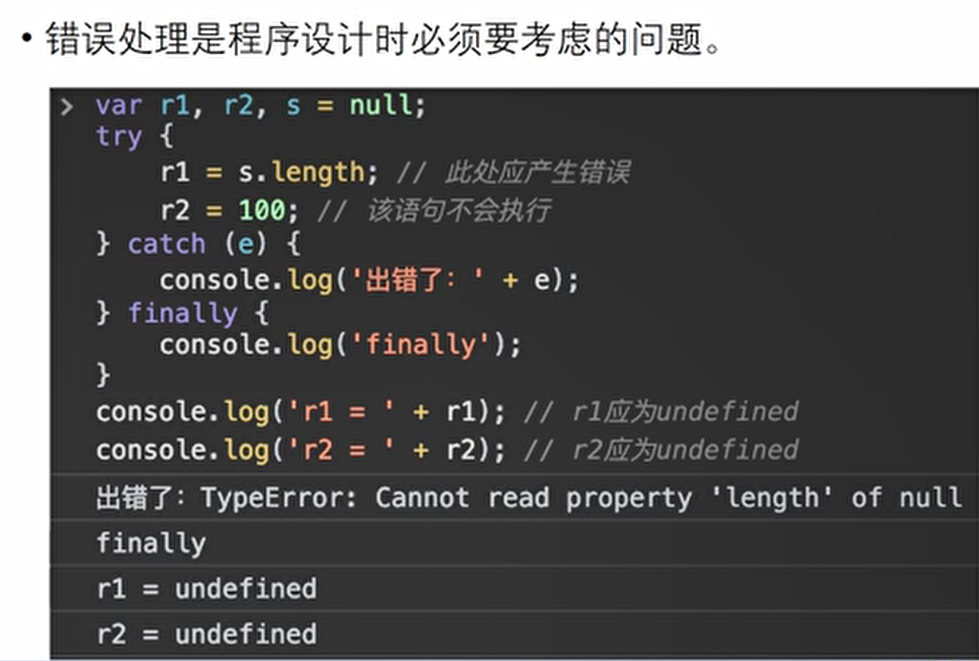 • 错误处理是程序设计时必须要考虑的问题。
> var r1, r2, s = null;
try {
    r1 = s.length; // 此处应产生错误
    r2 = 100; // 该语句不会执行
} catch (e) {
    console.log('出错了：' + e);
} finally {
    console.log('finally');
}
console.log('r1 = ' + r1); // r1应为undefined
console.log('r2 = ' + r2); // r2应为undefined
出错了：TypeError: Cannot read property 'length' of null
finally
r1 = undefined
r2 = undefined